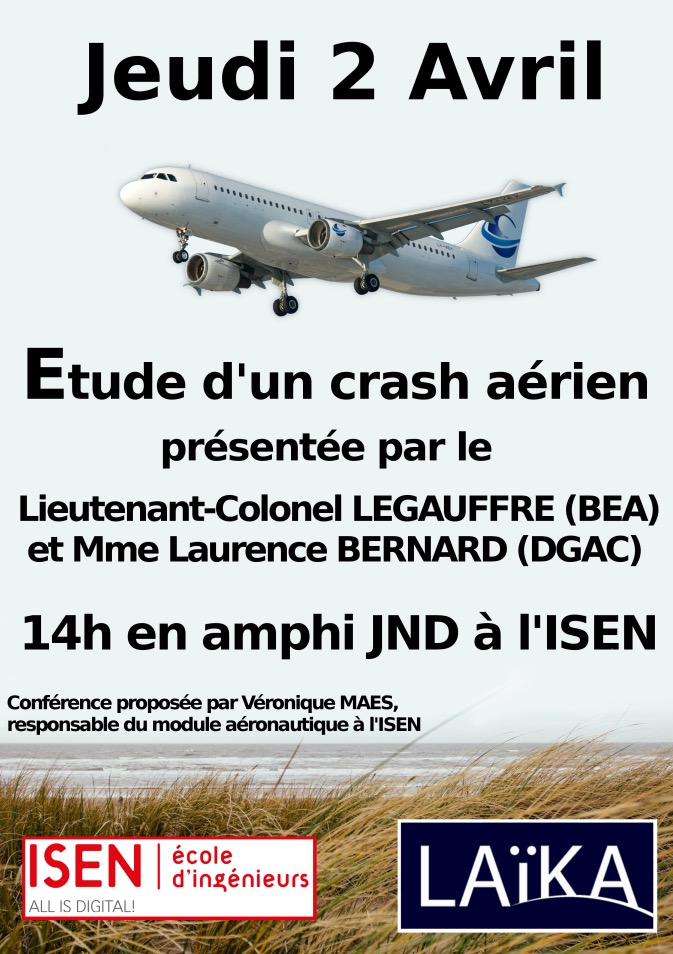 Jeudi 2 Avril
Etude d'un crash aérien
présentée par le
Lieutenant-Colonel LEGAUFFRE (BEA)
et Mme Laurence BERNARD (DGAC)
14h en amphi JND à l'ISEN
Conférence proposée par Véronique MAES,
responsable du module aéronautique à l'ISEN
ISEN
école
d'ingénieurs
ALL IS DIGITAL!
LAïKA